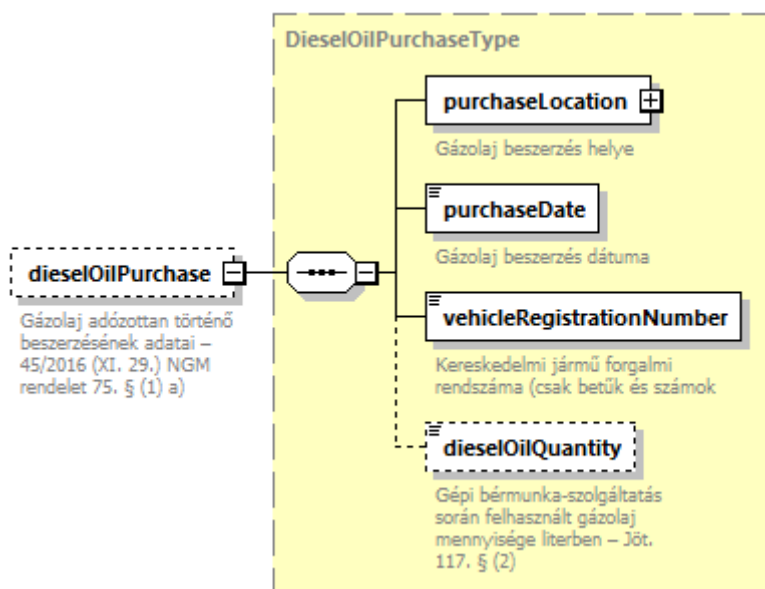 DieselOilPurchaseType
purchaseLocation
Gázolaj beszerzés helye
purchaseDate
Gázolaj beszerzés dátuma
dieselOilPurchase
Gázolaj adózottan történő
beszerzésének adatai –
45/2016 (XI. 29.) NGM
rendelet 75. § (1) a)
vehicleRegistrationNumber
Kereskedelmi jármű forgalmi
rendszáma (csak betűk és számok
dieselOilQuantity
Gépi bérmunka-szolgáltatás
során felhasznált gázolaj
mennyisége literben – Jöt.
117. § (2)